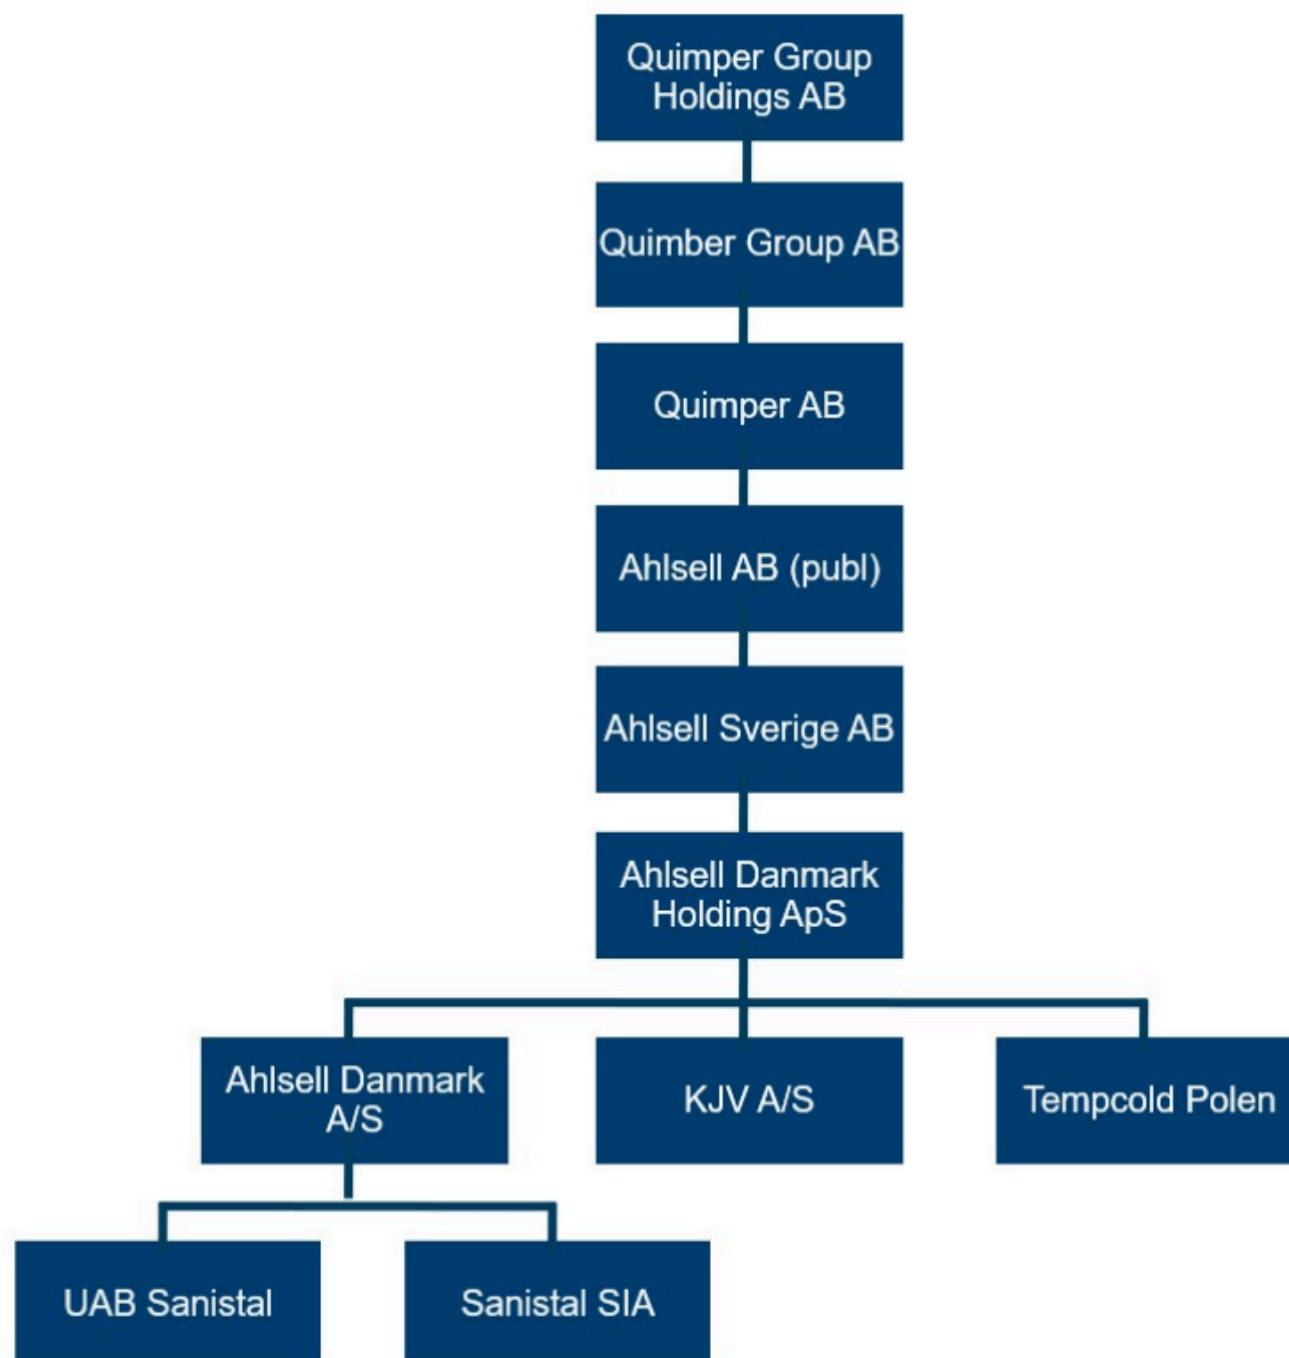 Quimper Group
Holdings AB
Quimber Group AB
Quimper AB
Ahlsell AB (publ)
Ahlsell Sverige AB
Ahlsell Danmark
Holding ApS
Ahlsell Danmark
A/S
KJV A/S
Tempcold Polen
UAB Sanistal
Sanistal SIA